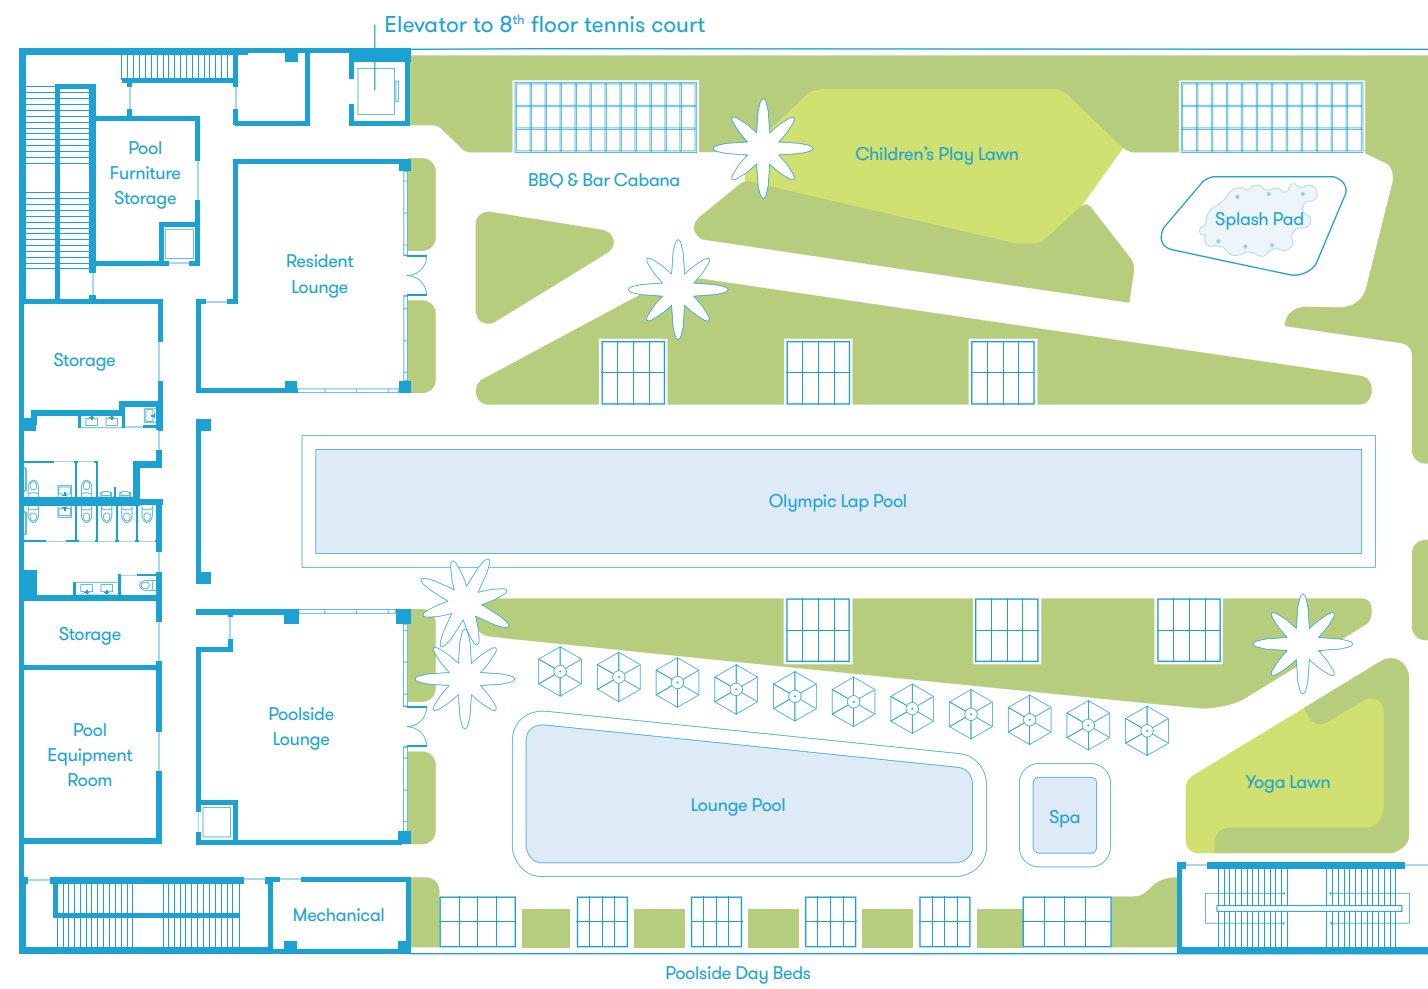 Elevator to 8th floor tennis court
Pool
Furniture
Storage
BBQ & Bar Cabana
Children's Play Lawn
Splash Pad
Resident
Lounge
Storage
Olympic Lap Pool
Storage
Pool
Equipment
Room
Poolside
Lounge
Lounge Pool
Spa
Yoga Lawn
Mechanical
Poolside Day Beds